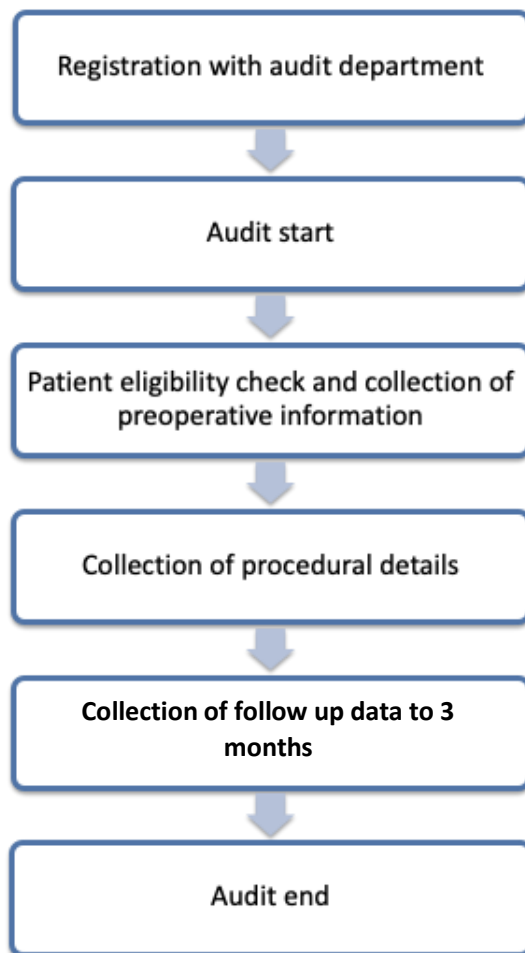 Registration with audit department
Audit start
Patient eligibility check and collection of
preoperative information
Collection of procedural details
Collection of follow up data to 3
months
Audit end